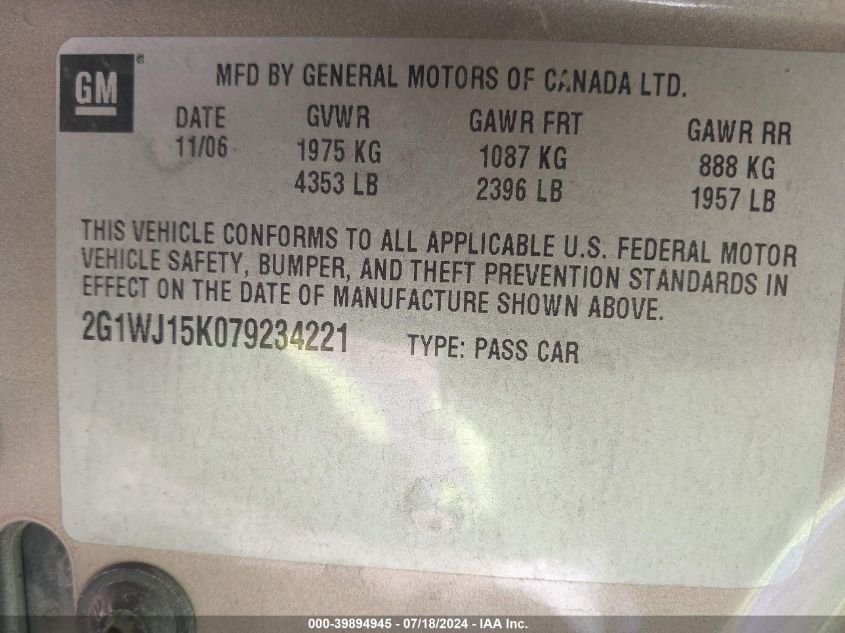 GM ®
MFD BY GENERAL MOTORS OF CANADA LTD.
DATE GVWR GAWR FRT GAWR RR
11/06 1975 KG 1087 KG 888 KG
4353 LB 2396 LB 1957 LB
THIS VEHICLE CONFORMS TO ALL APPLICABLE U.S. FEDERAL MOTOR
VEHICLE SAFETY, BUMPER, AND THEFT PREVENTION STANDARDS IN
EFFECT ON THE DATE OF MANUFACTURE SHOWN ABOVE.
2G1WJ15K079234221 TYPE: PASS CAR
000-39894945 - 07/18/2024 - IAA Inc.